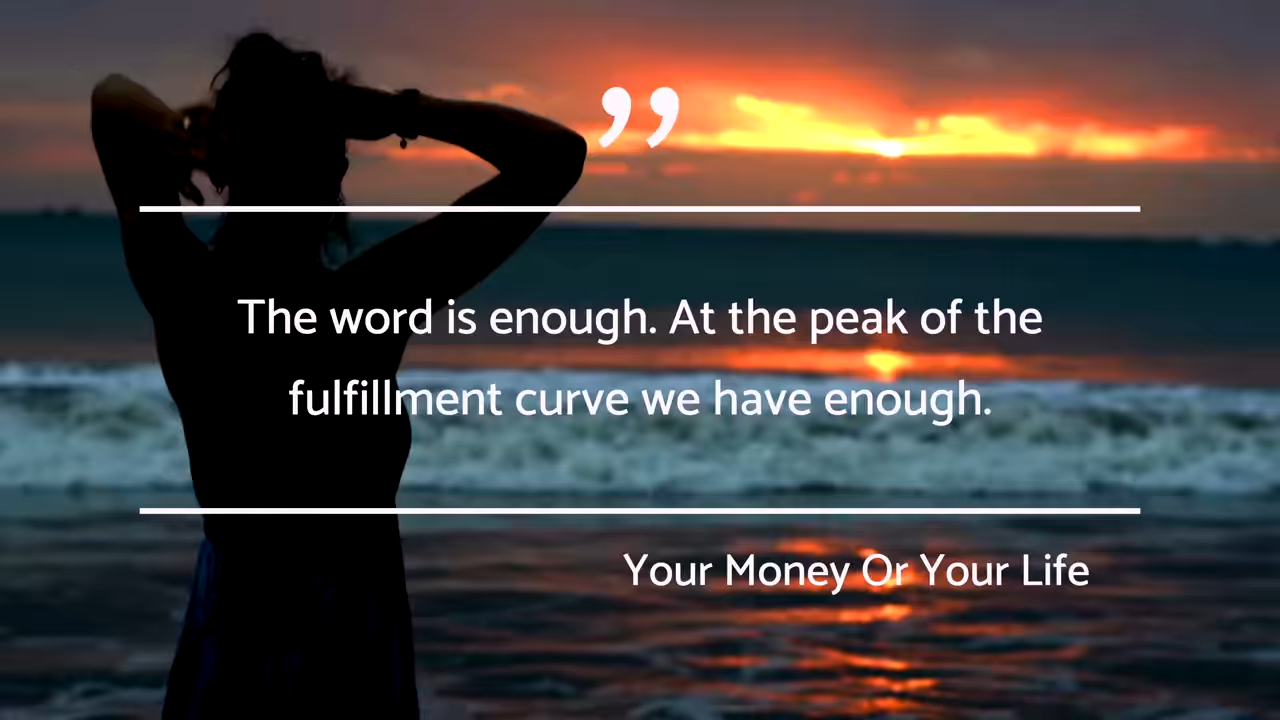 ”
The word is enough. At the peak of the
fulfillment curve we have enough.
Your Money Or Your Life